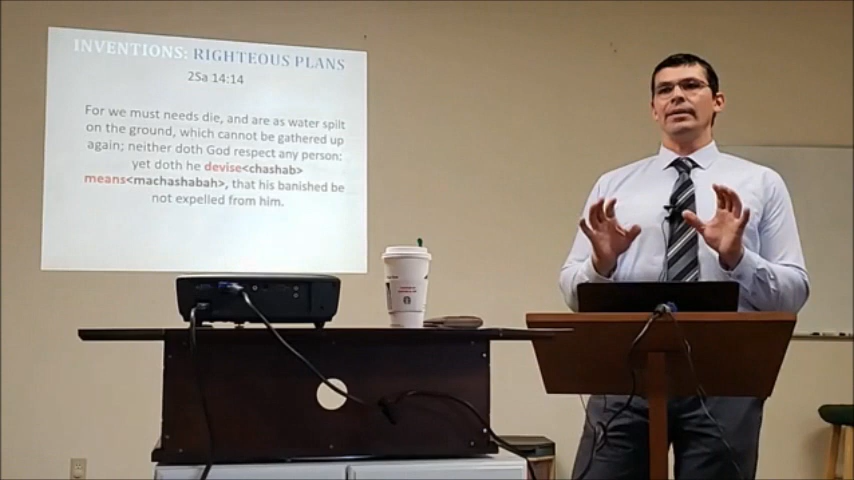 INVENTIONS: RIGHTEOUS PLANS
2Sa 14:14
For we must needs die, and are as water spilt
on the ground, which cannot be gathered up
again; neither doth God respect any person:
yet doth he devise<chashab>
means<machashabah>, that his banished be
not expelled from him.